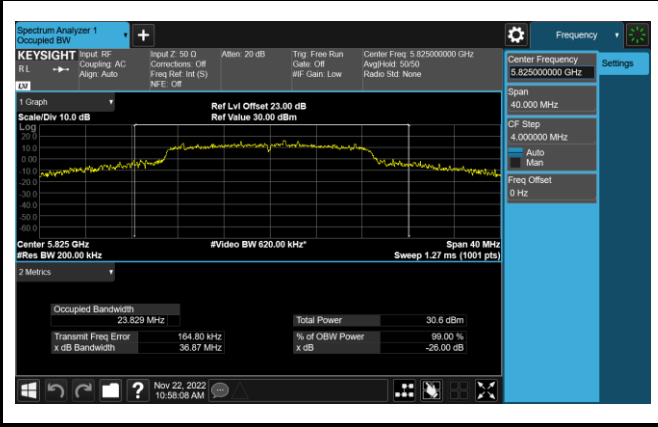 Spectrum Analyzer 1
Occupied BW
Frequency
KEYSIGHT
RL
Align: Auto
Input: RF
Coupling: AC
Input Z: 50 Ω
Corrections: Off
Freq Ref: Int (S)
NFE: Off
Atten: 20 dB
Trig: Free Run
Gate: Off
#IF Gain: Low
Center Freq: 5.825000000 GHz
Avg|Hold: 50/50
Radio Std: None
LXI
1 Graph
Scale/Div 10.0 dB
Ref Lvl Offset 23.00 dB
Ref Value 30.00 dBm
Log
20.0
10.0
0.00
-10.0
-20.0
-30.0
-40.0
-50.0
-60.0
Center 5.825 GHz
#Res BW 200.00 kHz
#Video BW 620.00 kHz*
Span 40 MHz
Sweep 1.27 ms (1001 pts)
2 Metrics
Occupied Bandwidth
23.829 MHz
Transmit Freq Error 164.80 kHz
x dB Bandwidth 36.87 MHz
Total Power 30.6 dBm
% of OBW Power 99.00 %
x dB -26.00 dB
Nov 22, 2022
10:58:08 AM
Center Frequency
5.825000000 GHz
Settings
Span
40.000 MHz
CF Step
4.000000 MHz
Auto
Man
Freq Offset
0 Hz